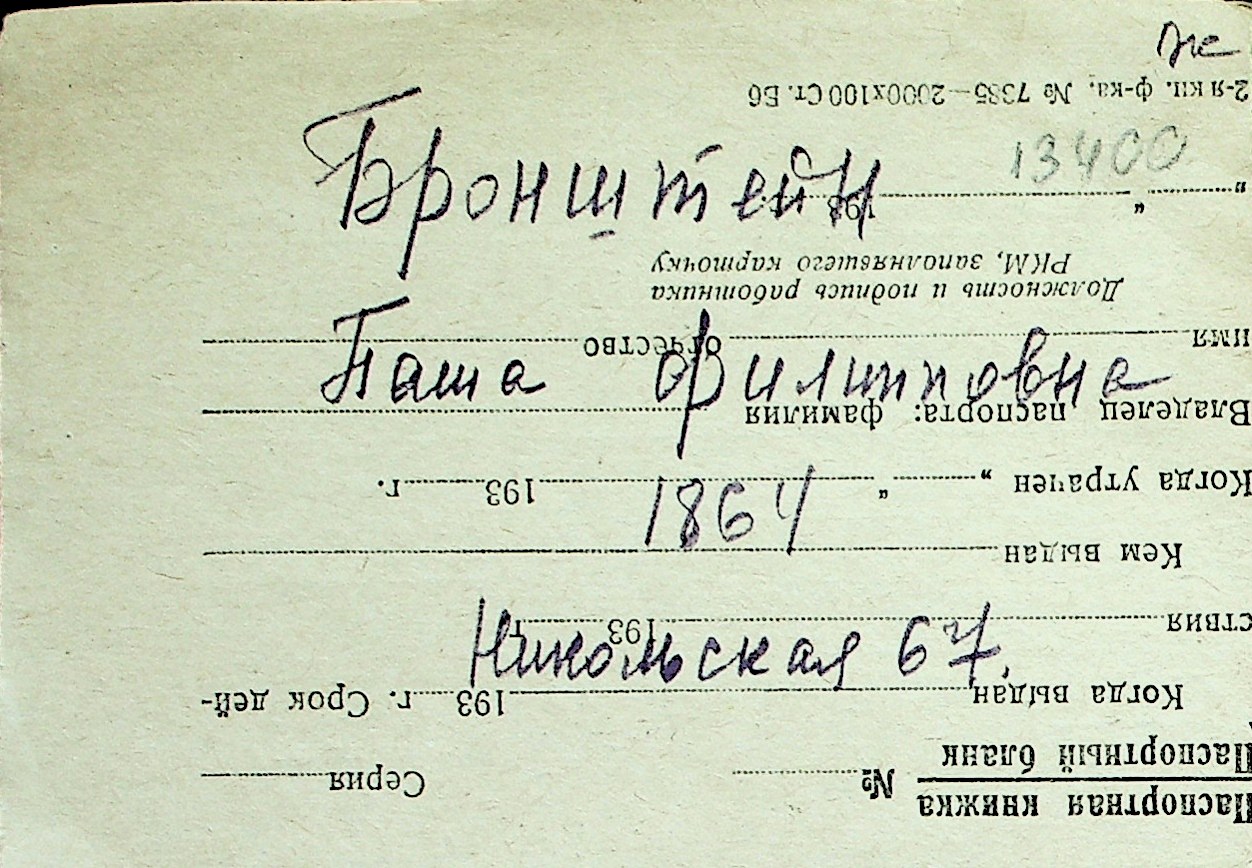 же
2-я кн. ф-ка. № 7385—2000х100 Ст. Б6
Бронштейн
13400
" " 193
Должность и подпись работника
РКМ, заполнявшего карточку
Паша Филипповна
имя отчество
Владелец паспорта: фамилия
1864
Когда утрачен „ " 193 г.
Кем выдан
Никольская 67.
ствия 193 г.
Когда выдан 193 г. Срок дей-
Паспортный бланк
Паспортная книжка № Серия